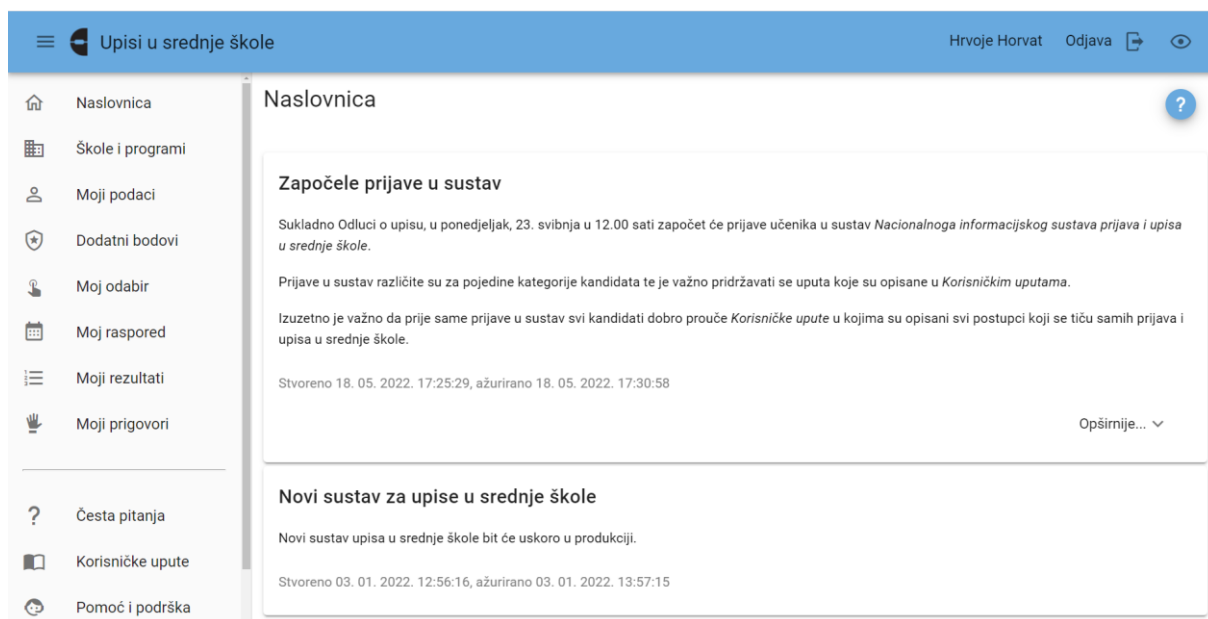 Upisi u srednje škole
Hrvoje Horvat Odjava
Naslovnica
Škole i programi
Moji podaci
Dodatni bodovi
Moj odabir
Moj raspored
Moji rezultati
Moji prigovori
Česta pitanja
Korisničke upute
Pomoć i podrška
Naslovnica
?
Započele prijave u sustav
Sukladno Odluci o upisu, u ponedjeljak, 23. svibnja u 12.00 sati započet će prijave učenika u sustav Nacionalnoga informacijskog sustava prijava i upisa
u srednje škole.
Prijave u sustav različite su za pojedine kategorije kandidata te je važno pridržavati se uputa koje su opisane u Korisničkim uputama.
Izuzetno je važno da prije same prijave u sustav svi kandidati dobro prouče Korisničke upute u kojima su opisani svi postupci koji se tiču samih prijava i
upisa u srednje škole.
Stvoreno 18. 05. 2022. 17:25:29, ažurirano 18. 05. 2022. 17:30:58
Opširnije...
Novi sustav za upise u srednje škole
Novi sustav upisa u srednje škole bit će uskoro u produkciji.
Stvoreno 03. 01. 2022. 12:56:16, ažurirano 03. 01. 2022. 13:57:15